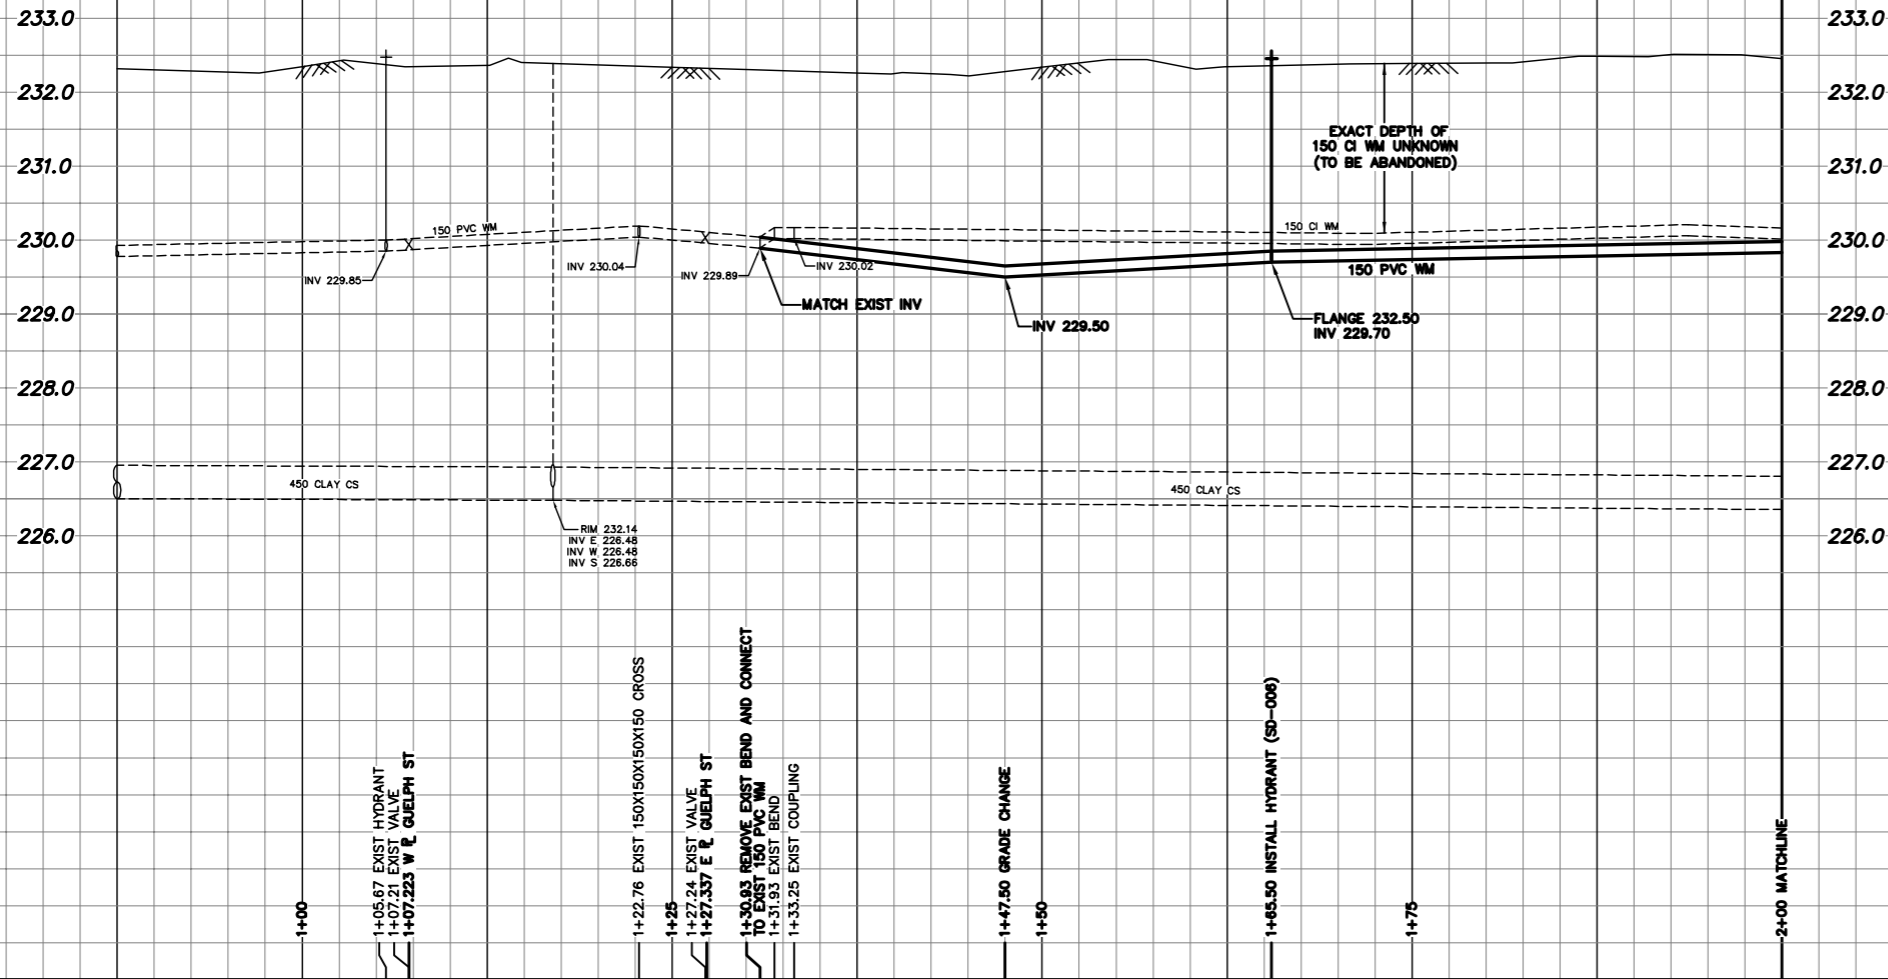 233.0
233.0
232.0
232.0
EXACT DEPTH OF
150 CI WM UNKNOWN
(TO BE ABANDONED)
231.0
231.0
150 PVC WM
150 CI WM
230.0
230.0
INV 229.85
INV 230.04
INV 229.89
INV 230.02
150 PVC WM
MATCH EXIST INV
INV 229.50
FLANGE 232.50
INV 229.70
229.0
229.0
228.0
228.0
227.0
227.0
450 CLAY CS
450 CLAY CS
RIM 232.14
INV E 226.48
INV W 226.48
INV S 226.66
226.0
226.0
1+00
1+05.67 EXIST HYDRANT
1+07.21 EXIST VALVE
1+07.223 W PL GUELPH ST
1+22.76 EXIST 150X150X150X150 CROSS
1+25
1+27.24 EXIST VALVE
1+27.337 E PL GUELPH ST
1+30.93 REMOVE EXIST BEND AND CONNECT
TO EXIST 150 PVC WM
1+31.93 EXIST BEND
1+33.25 EXIST COUPLING
1+47.50 GRADE CHANGE
1+50
1+65.50 INSTALL HYDRANT (SD-006)
1+75
2+00 MATCHLINE